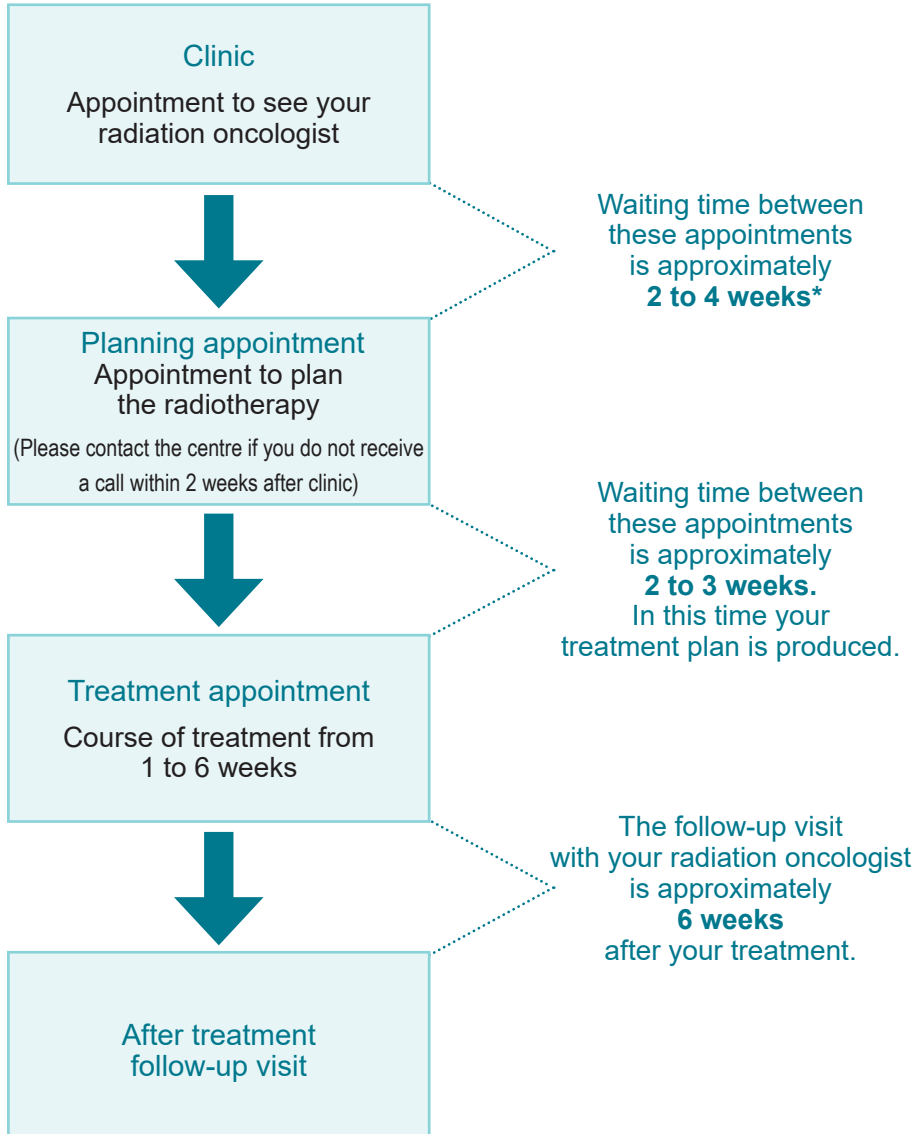 Clinic
Appointment to see your
radiation oncologist
Waiting time between
these appointments
is approximately
2 to 4 weeks*
Planning appointment
Appointment to plan
the radiotherapy
(Please contact the centre if you do not receive
a call within 2 weeks after clinic)
Waiting time between
these appointments
is approximately
2 to 3 weeks.
In this time your
treatment plan is produced.
Treatment appointment
Course of treatment from
1 to 6 weeks
The follow-up visit
with your radiation oncologist
is approximately
6 weeks
after your treatment.
After treatment
follow-up visit